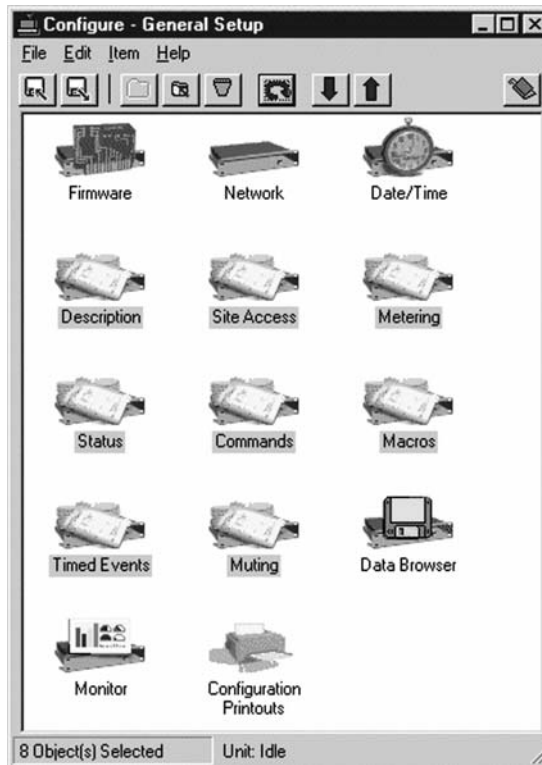 Configure - General Setup
File Edit Item Help
Firmware Network Date/Time
Description Site Access Metering
Status Commands Macros
Timed Events Muting Data Browser
Monitor Configuration
Printouts
8 Object(s) Selected Unit: Idle